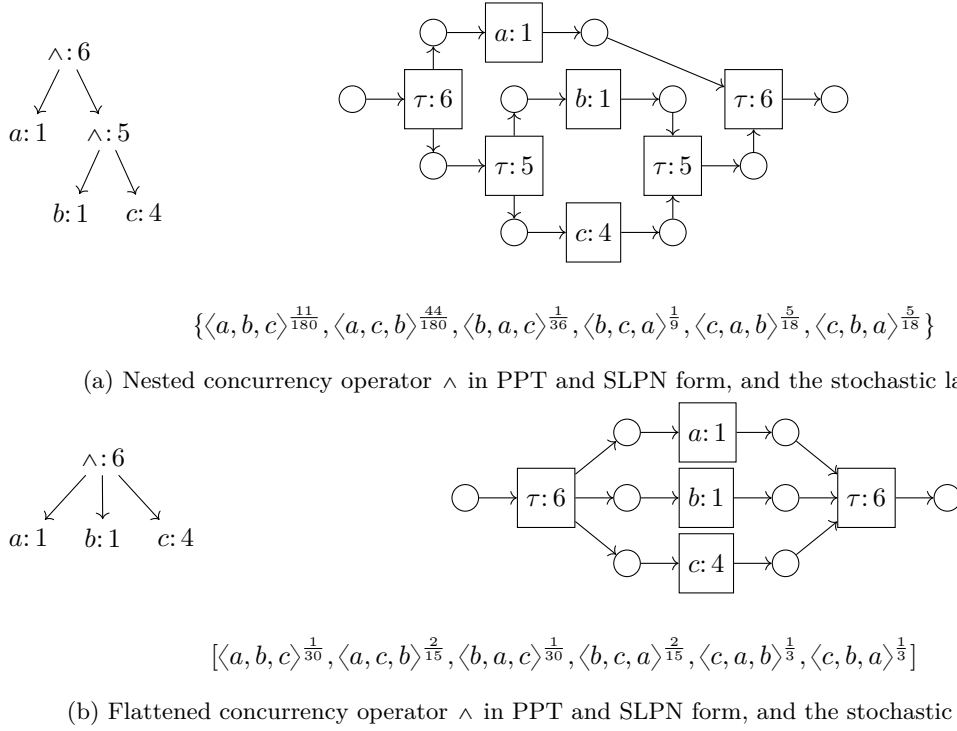 ∧:6
a:1 ∧:5
b:1 c:4
a:1
τ:6 b:1 τ:6
τ:5 τ:5
c:4
{⟨a, b, c⟩^{11/180}, ⟨a, c, b⟩^{44/180}, ⟨b, a, c⟩^{1/36}, ⟨b, c, a⟩^{1/9}, ⟨c, a, b⟩^{5/18}, ⟨c, b, a⟩^{5/18}}
(a) Nested concurrency operator ∧ in PPT and SLPN form, and the stochastic la
∧:6
a:1 b:1 c:4
a:1
τ:6 b:1 τ:6
c:4
[⟨a, b, c⟩^{1/30}, ⟨a, c, b⟩^{2/15}, ⟨b, a, c⟩^{1/30}, ⟨b, c, a⟩^{2/15}, ⟨c, a, b⟩^{1/3}, ⟨c, b, a⟩^{1/3}]
(b) Flattened concurrency operator ∧ in PPT and SLPN form, and the stochastic